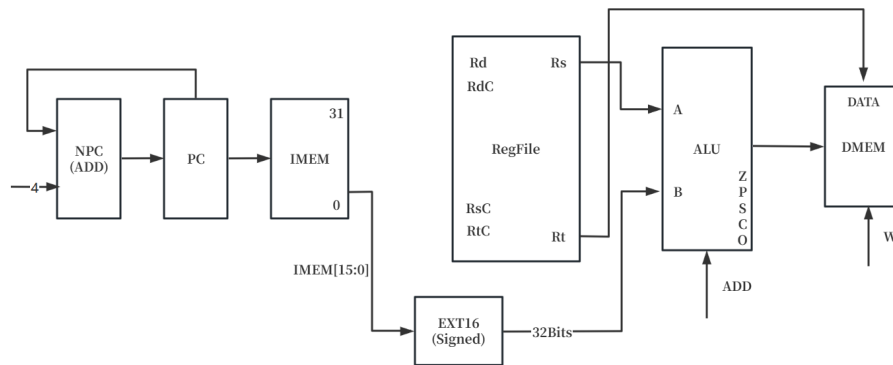 Rd
Rs
RdC
DATA
31
A
NPC
(ADD)
PC
IMEM
RegFile
ALU
DMEM
4
Z
P
S
C
O
B
0
RsC
RtC
Rt
W
IMEM[15:0]
ADD
EXT16
(Signed)
32Bits